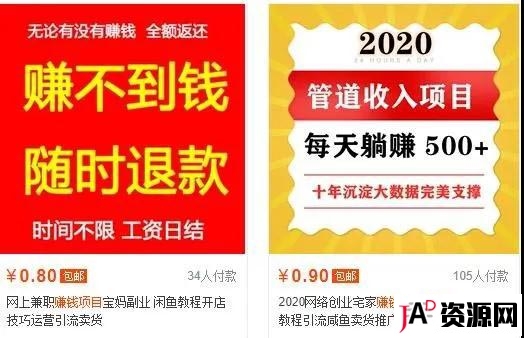 无论有没有赚钱 全额返还
赚不到钱
随时退款
时间不限 工资日结
¥0.80 包邮
34人付款
网上兼职赚钱项目宝妈副业 闲鱼教程开店
技巧运营引流卖货
2020
24 HOURS A DAY
管道收入项目
每天躺赚 500+
十年沉淀大数据完美支撑
¥0.90 包邮
105人付款
2020网络创业宅家赚
教程引流咸鱼卖货推广
JAD资源网